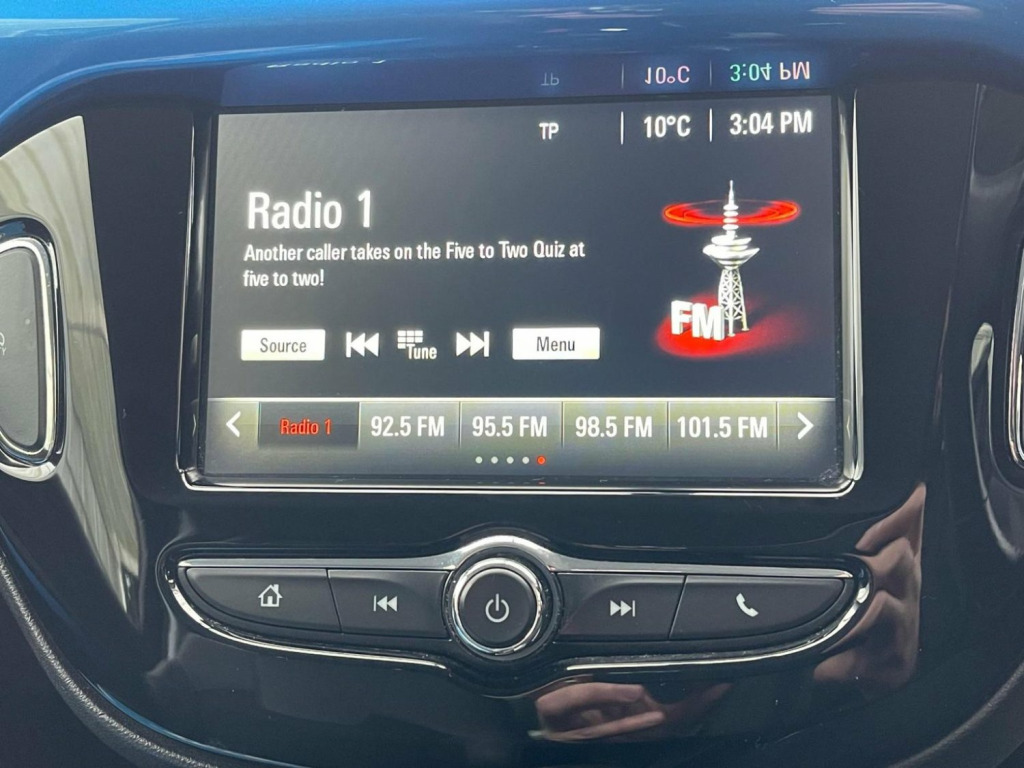 TP 10°C 3:04 PM
Radio 1
Another caller takes on the Five to Two Quiz at
five to two!
FM
Source Tune Menu
Radio 1 92.5 FM 95.5 FM 98.5 FM 101.5 FM